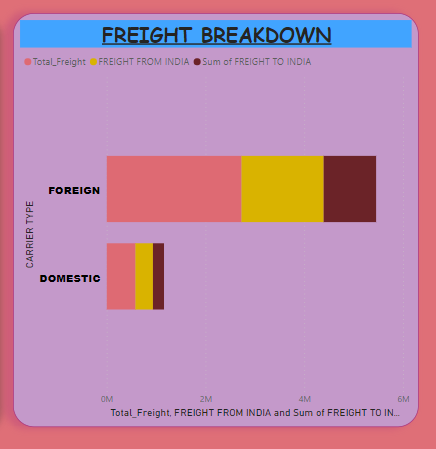 FREIGHT BREAKDOWN
Total_Freight FREIGHT FROM INDIA Sum of FREIGHT TO INDIA
CARRIER TYPE
FOREIGN
DOMESTIC
0M 2M 4M 6M
Total_Freight, FREIGHT FROM INDIA and Sum of FREIGHT TO IN...